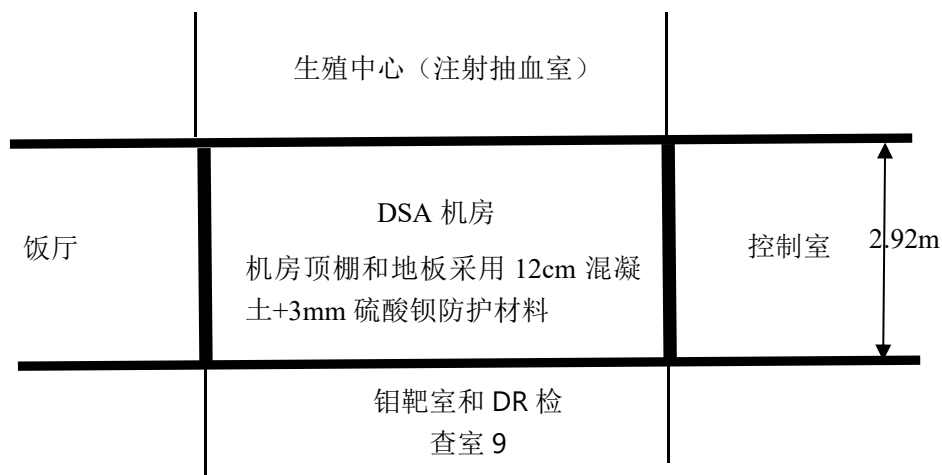 生殖中心（注射抽血室）
DSA 机房
饭厅
机房顶棚和地板采用 12cm 混凝
土+3mm 硫酸钡防护材料
控制室
2.92m
钼靶室和 DR 检
查室 9